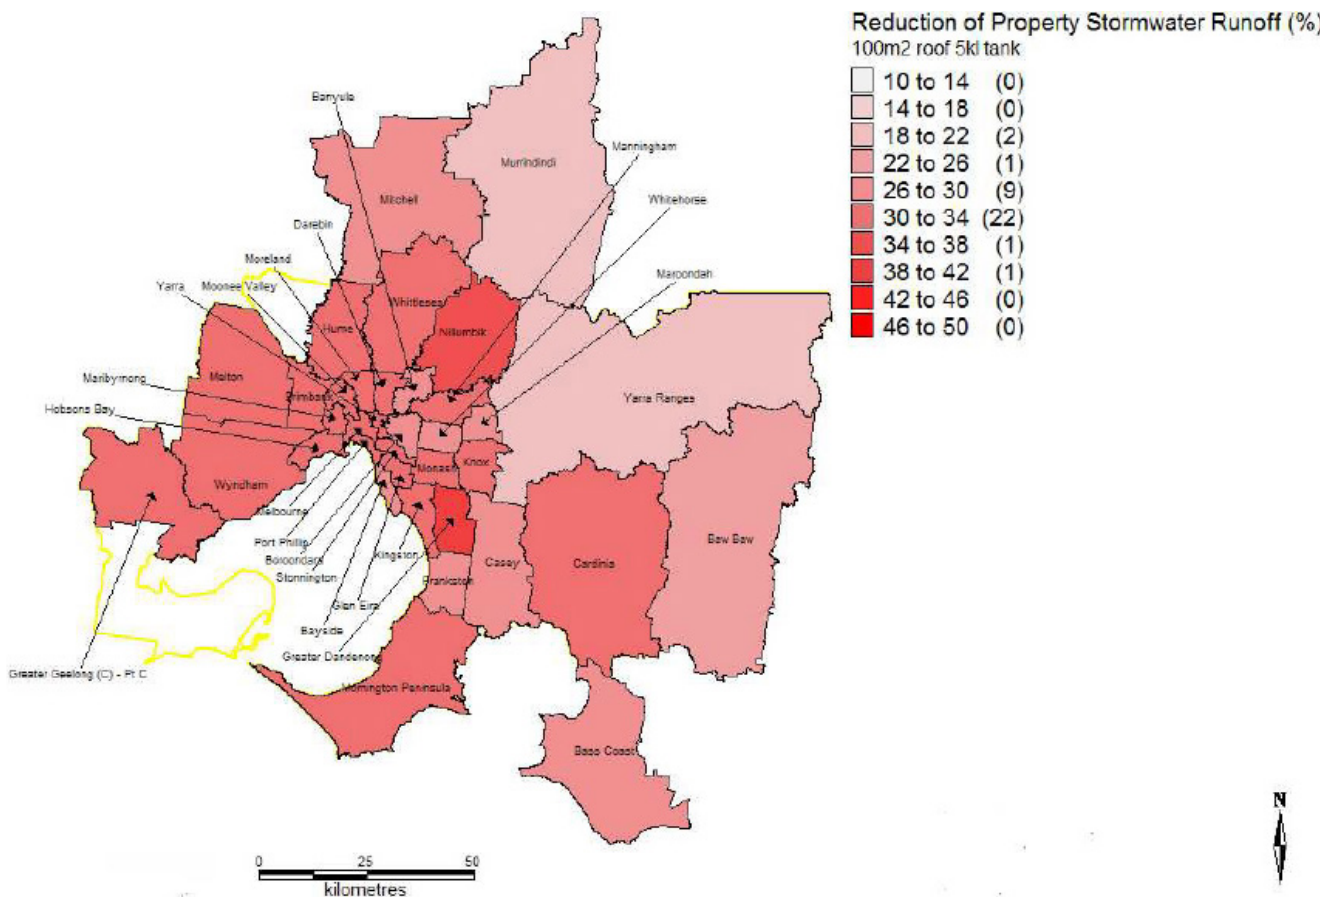 Reduction of Property Stormwater Runoff (%)
100m2 roof 5kl tank
10 to 14 (0)
14 to 18 (0)
18 to 22 (2)
22 to 26 (1)
26 to 30 (9)
30 to 34 (22)
34 to 38 (1)
38 to 42 (1)
42 to 46 (0)
46 to 50 (0)
Banyule
Manningham
Murrindindi
Whitehorse
Mitchell
Darebin
Moreland
Maroondah
Yarra
Moonee Valley
Whittlesea
Hume
Nillumbik
Maribyrnong
Melton
Brimbank
Yarra Ranges
Hobsons Bay
Monash
Knox
Wyndham
Melbourne
Port Phillip
Boroondara
Kingston
Stonnington
Casey
Cardinia
Baw Baw
Frankston
Glen Eira
Bayside
Greater Dandenong
Greater Geelong (C) - Pt C
Mornington Peninsula
Bass Coast
N
0 25 50
kilometres